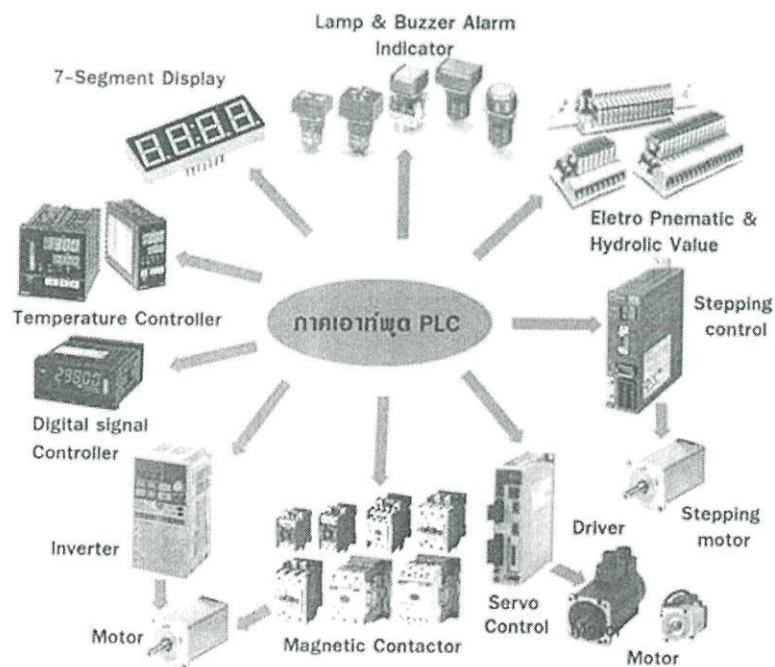 Lamp & Buzzer Alarm
Indicator
7-Segment Display
Eletro Pnematic &
Hydrolic Value
Temperature Controller
ภาคเอาท์พุต PLC
Stepping
control
Digital signal
Controller
29800
Inverter
Driver
Stepping
motor
Servo
Control
Motor
Magnetic Contactor
Motor